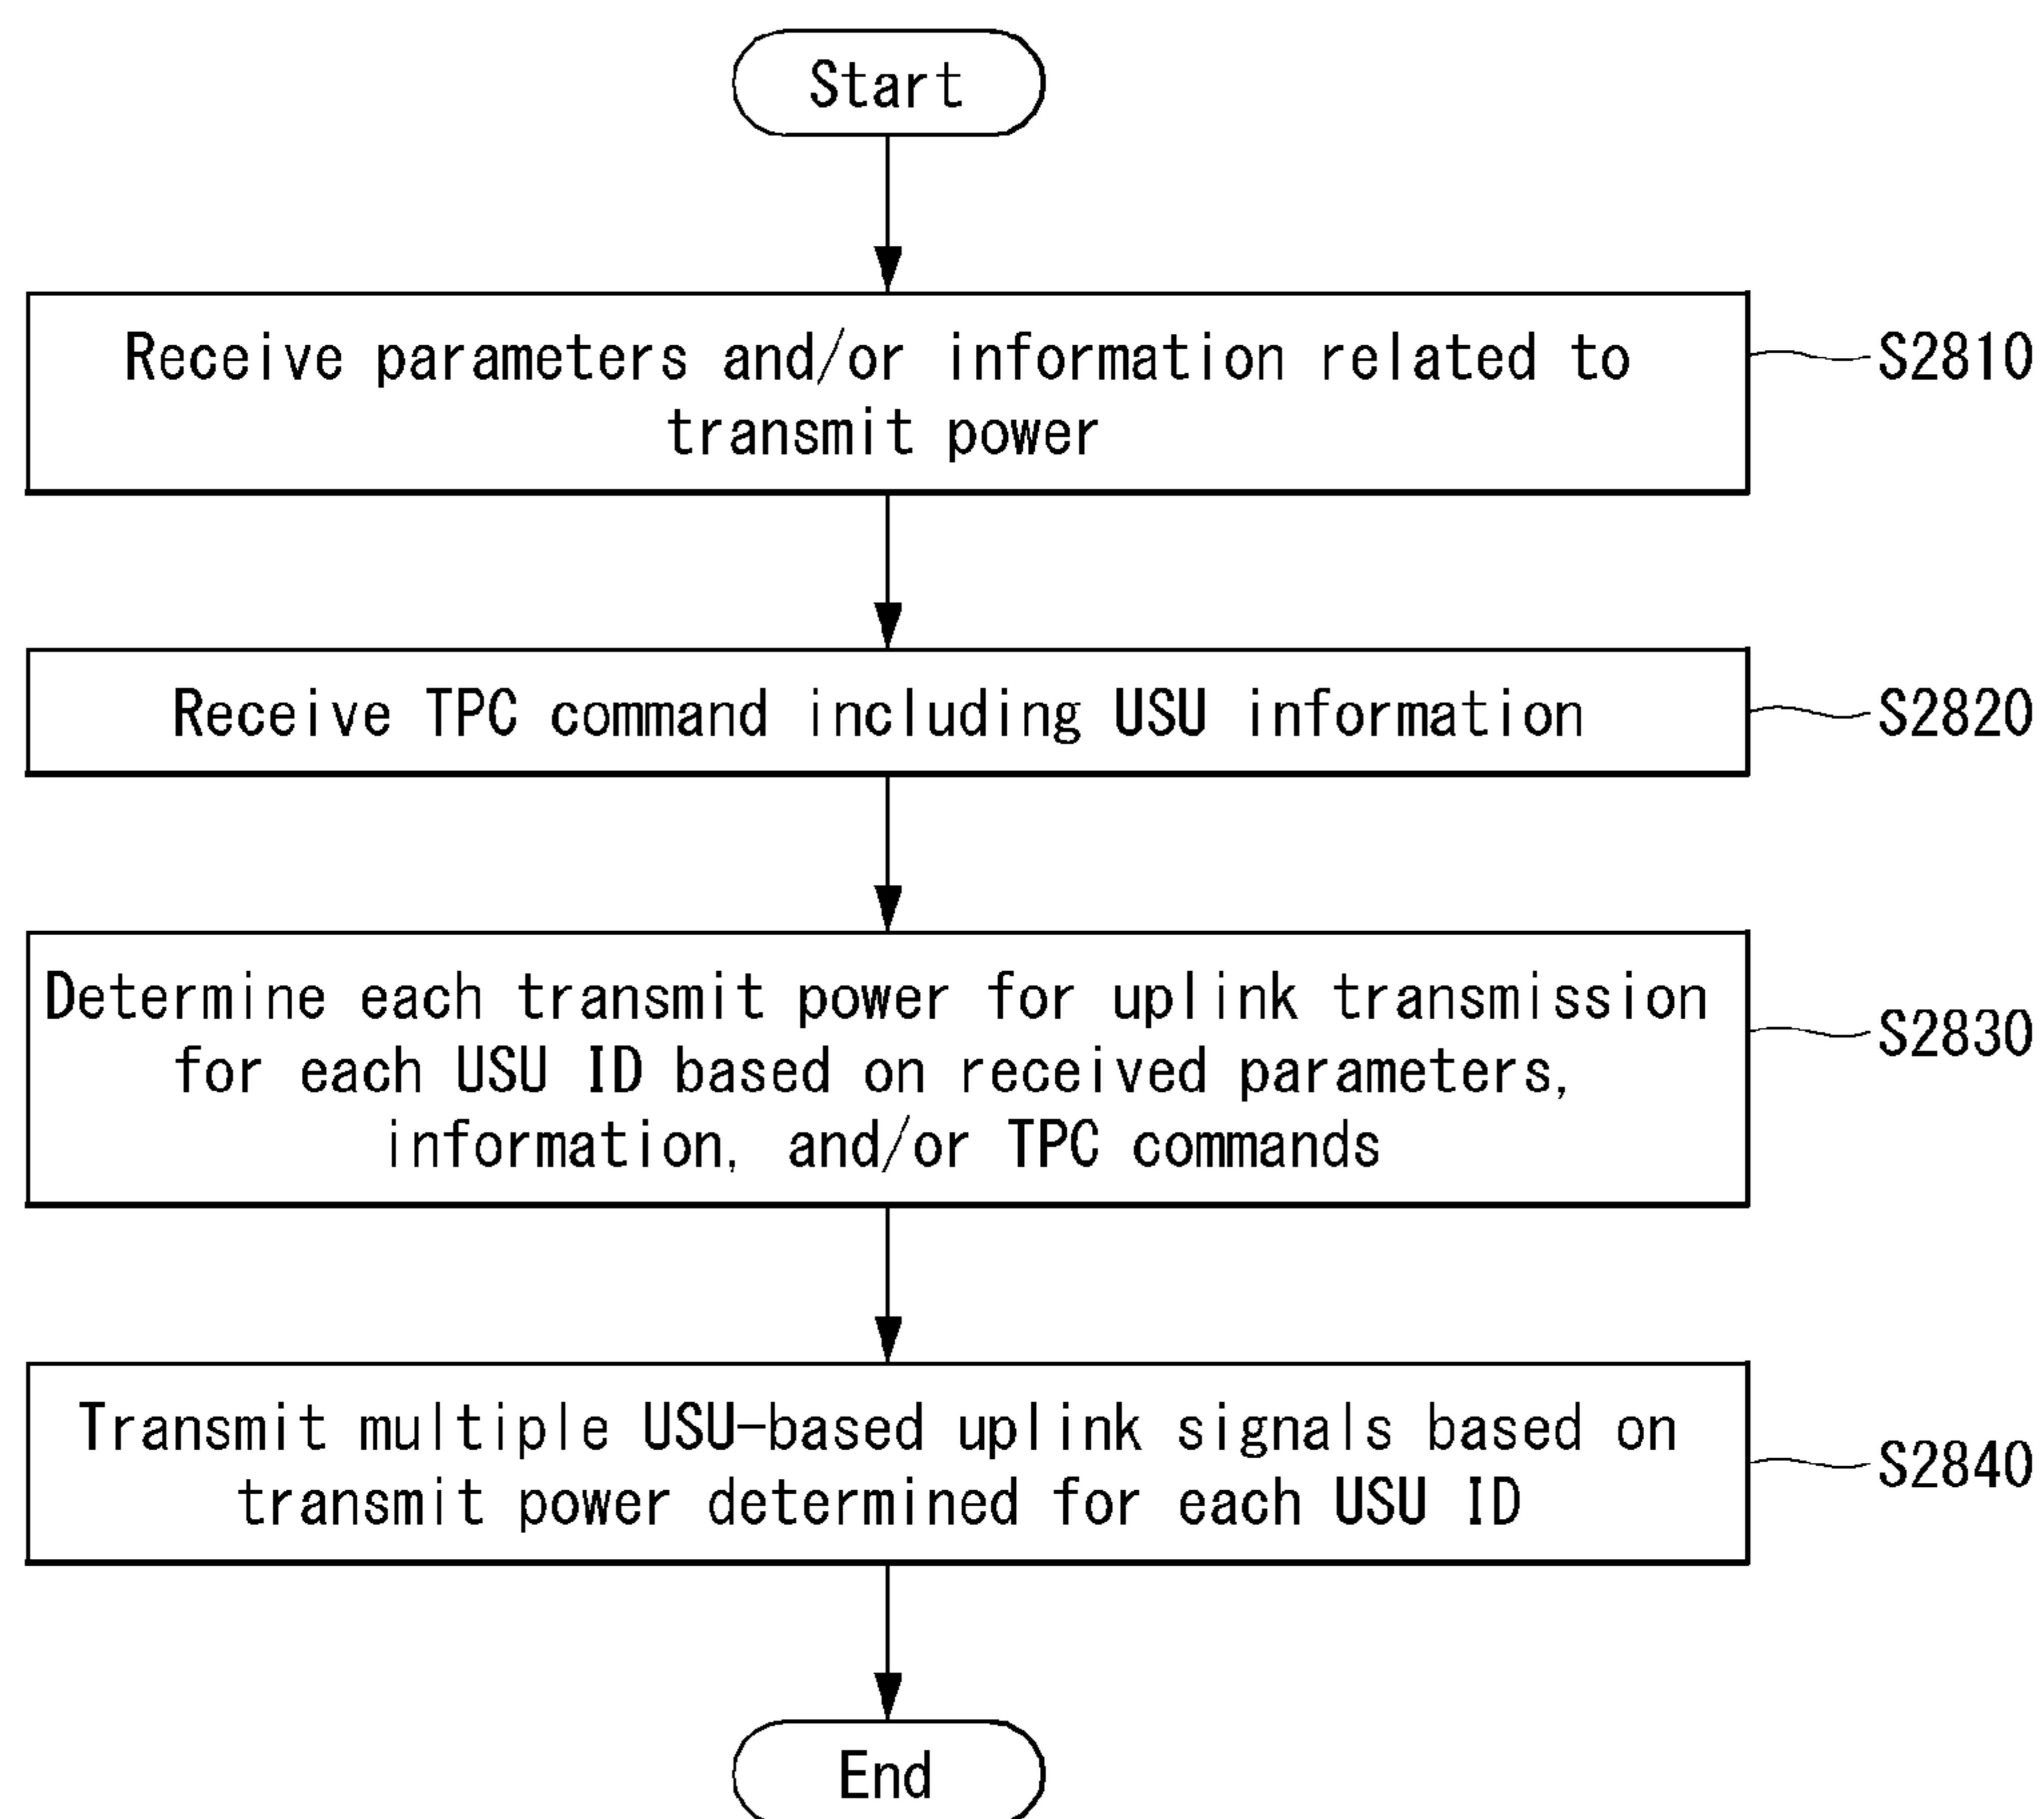 Start
Receive parameters and/or information related to
transmit power
S2810
Receive TPC command including USU information
S2820
Determine each transmit power for uplink transmission
for each USU ID based on received parameters,
information, and/or TPC commands
S2830
Transmit multiple USU-based uplink signals based on
transmit power determined for each USU ID
S2840
End